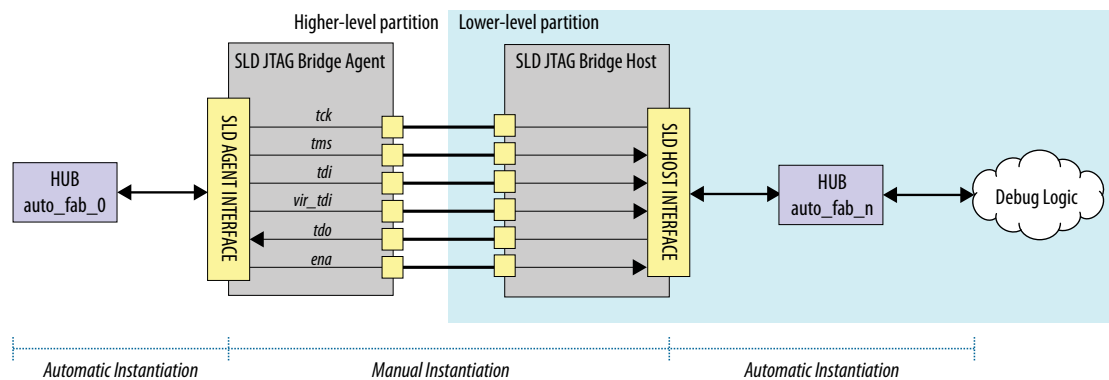 Higher-level partition
Lower-level partition
SLD JTAG Bridge Agent
SLD JTAG Bridge Host
HUB
auto_fab_0
SLD AGENT INTERFACE
tck
tms
tdi
vir_tdi
tdo
ena
SLD HOST INTERFACE
HUB
auto_fab_n
Debug Logic
Automatic Instantiation
Manual Instantiation
Automatic Instantiation